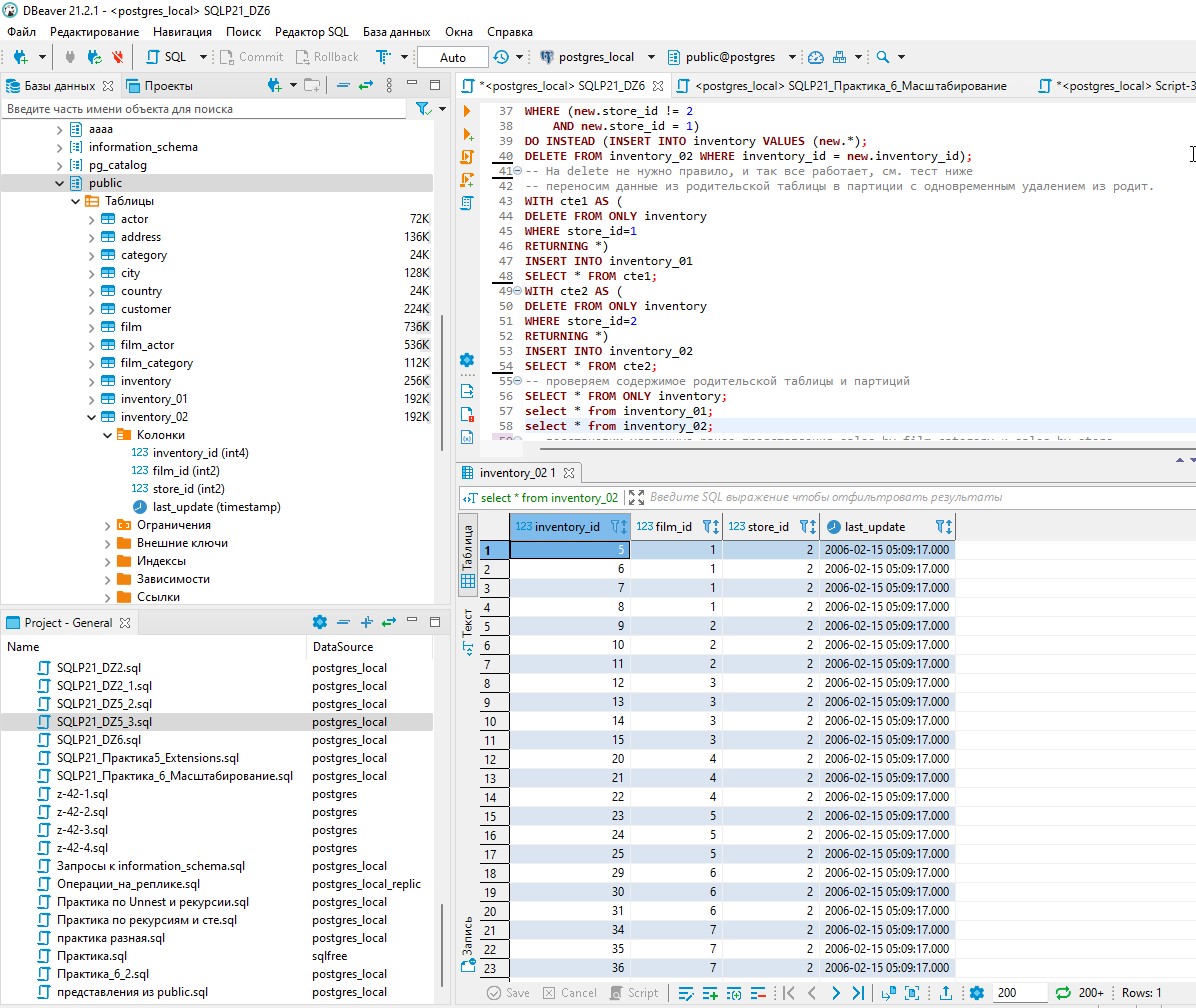 DBeaver 21.2.1 - <postgres_local> SQLP21_DZ6
Файл Редактирование Навигация Поиск Редактор SQL База данных Окна Справка
SQL Commit Rollback Auto postgres_local public@postgres
Базы данных Проекты
Введите часть имени объекта для поиска
aaaa
information_schema
pg_catalog
public
Таблицы
actor 72K
address 136K
category 24K
city 128K
country 24K
customer 224K
film 736K
film_actor 536K
film_category 112K
inventory 256K
inventory_01 192K
inventory_02 192K
Колонки
123 inventory_id (int4)
123 film_id (int2)
123 store_id (int2)
last_update (timestamp)
Ограничения
Внешние ключи
Индексы
Зависимости
Ссылки
Project - General
Name DataSource
SQLP21_DZ2.sql postgres_local
SQLP21_DZ2_1.sql postgres_local
SQLP21_DZ5_2.sql postgres_local
SQLP21_DZ5_3.sql postgres_local
SQLP21_DZ6.sql postgres_local
SQLP21_Практика5_Extensions.sql postgres_local
SQLP21_Практика_6_Масштабирование.sql postgres_local
z-42-1.sql postgres
z-42-2.sql postgres
z-42-3.sql postgres
z-42-4.sql postgres
Запросы к information_schema.sql postgres_local
Операции_на_реплике.sql postgres_local_replic
Практика по Unnest и рекурсии.sql postgres_local
Практика по рекурсиям и сте.sql postgres_local
практика разная.sql postgres_local
Практика.sql sqlfree
Практика_6_2.sql postgres_local
представления из public.sql postgres_local
*<postgres_local> SQLP21_DZ6 <postgres_local> SQLP21_Практика_6_Масштабирование *<postgres_local> Script-3
37 WHERE (new.store_id != 2
38 AND new.store_id = 1)
39 DO INSTEAD (INSERT INTO inventory VALUES (new.*);
40 DELETE FROM inventory_02 WHERE inventory_id = new.inventory_id);
41 -- На delete не нужно правило, и так все работает, см. тест ниже
42 -- переносим данные из родительской таблицы в партиции с одновременным удалением из родит.
43 WITH cte1 AS (
44 DELETE FROM ONLY inventory
45 WHERE store_id=1
46 RETURNING *)
47 INSERT INTO inventory_01
48 SELECT * FROM cte1;
49 WITH cte2 AS (
50 DELETE FROM ONLY inventory
51 WHERE store_id=2
52 RETURNING *)
53 INSERT INTO inventory_02
54 SELECT * FROM cte2;
55 -- проверяем содержимое родительской таблицы и партиций
56 SELECT * FROM ONLY inventory;
57 select * from inventory_01;
58 select * from inventory_02;
inventory_02 1
select * from inventory_02 Введите SQL выражение чтобы отфильтровать результаты
Таблица
Текст
Запись
123 inventory_id 123 film_id 123 store_id last_update
1 5 1 2 2006-02-15 05:09:17.000
2 6 1 2 2006-02-15 05:09:17.000
3 7 1 2 2006-02-15 05:09:17.000
4 8 1 2 2006-02-15 05:09:17.000
5 9 2 2 2006-02-15 05:09:17.000
6 10 2 2 2006-02-15 05:09:17.000
7 11 2 2 2006-02-15 05:09:17.000
8 12 3 2 2006-02-15 05:09:17.000
9 13 3 2 2006-02-15 05:09:17.000
10 14 3 2 2006-02-15 05:09:17.000
11 15 3 2 2006-02-15 05:09:17.000
12 20 4 2 2006-02-15 05:09:17.000
13 21 4 2 2006-02-15 05:09:17.000
14 22 4 2 2006-02-15 05:09:17.000
15 23 5 2 2006-02-15 05:09:17.000
16 24 5 2 2006-02-15 05:09:17.000
17 25 5 2 2006-02-15 05:09:17.000
18 29 6 2 2006-02-15 05:09:17.000
19 30 6 2 2006-02-15 05:09:17.000
20 31 6 2 2006-02-15 05:09:17.000
21 34 7 2 2006-02-15 05:09:17.000
22 35 7 2 2006-02-15 05:09:17.000
23 36 7 2 2006-02-15 05:09:17.000
Save Cancel Script 200 200+ Rows: 1